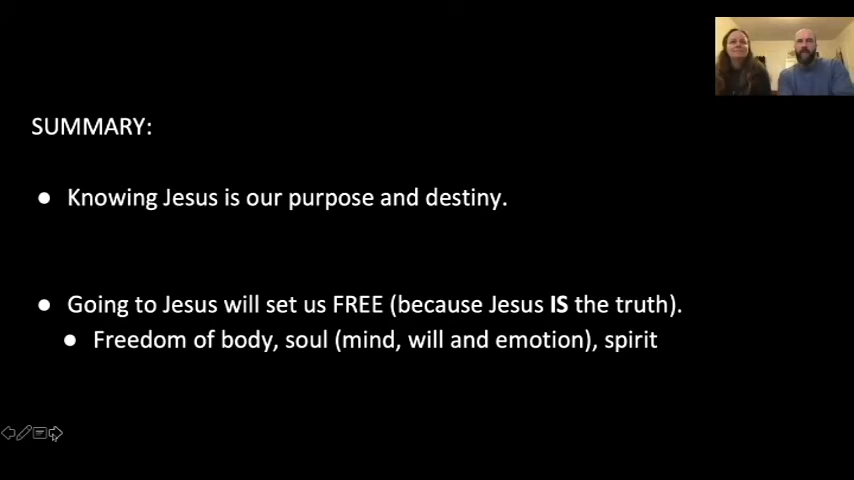 SUMMARY:
● Knowing Jesus is our purpose and destiny.
● Going to Jesus will set us FREE (because Jesus IS the truth).
● Freedom of body, soul (mind, will and emotion), spirit